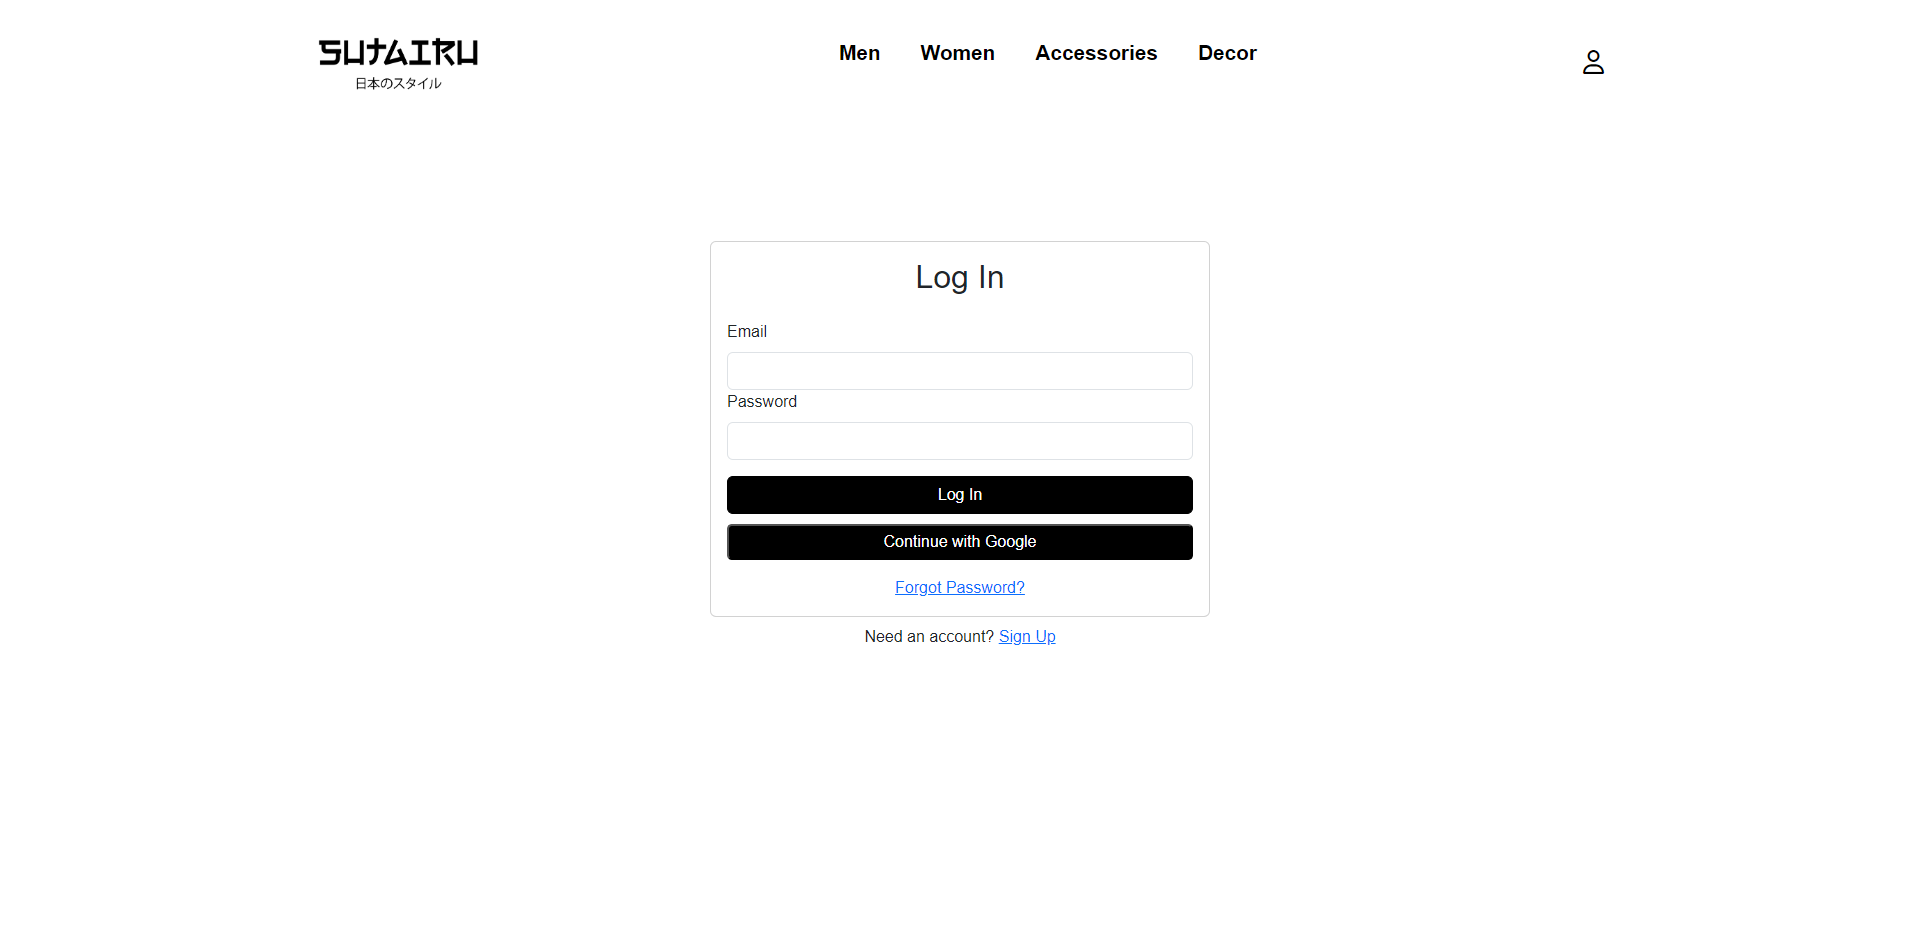 SUTAIRU
日本のスタイル
Men Women Accessories Decor
Log In
Email
Password
Log In
Continue with Google
Forgot Password?
Need an account? Sign Up